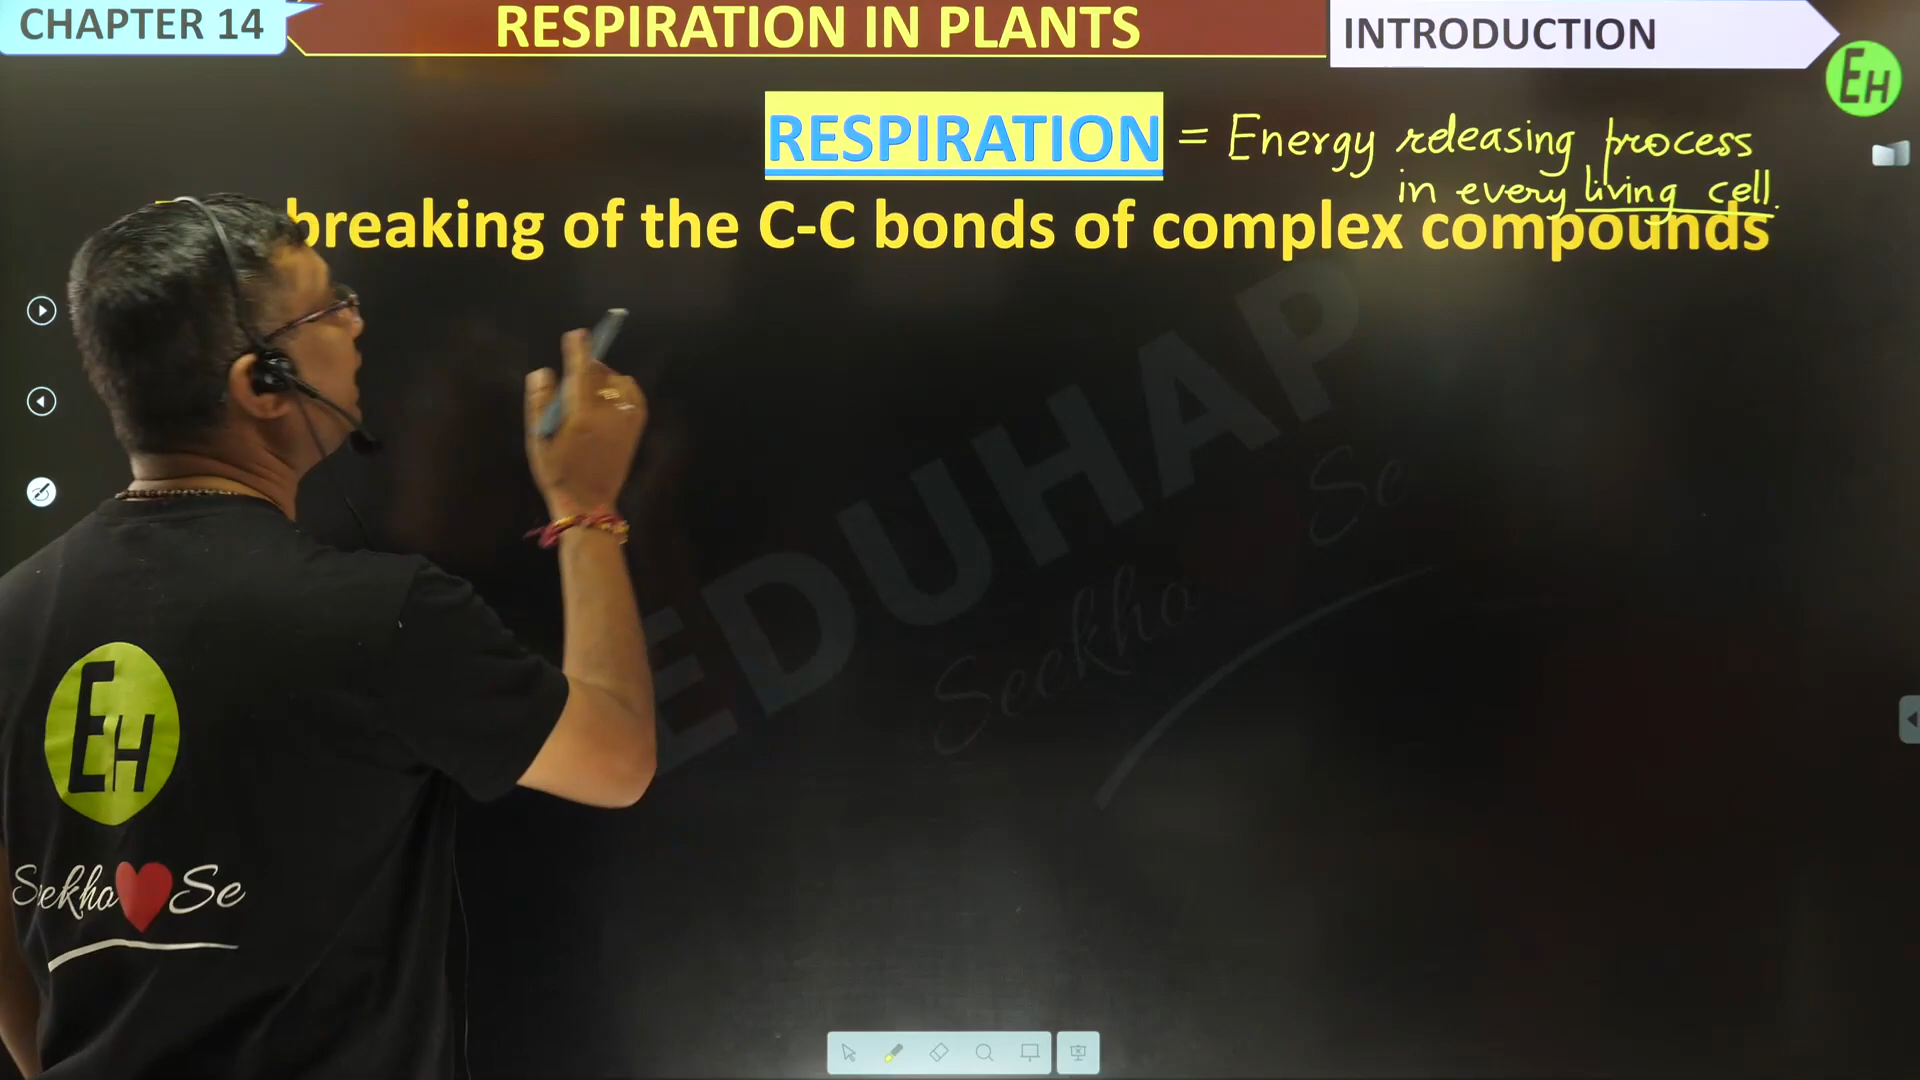 CHAPTER 14
RESPIRATION IN PLANTS
INTRODUCTION
EH
RESPIRATION = Energy releasing process
in every living cell.
breaking of the C-C bonds of complex compounds
EDUHAP
Seekho Se
EH
Seekho Se